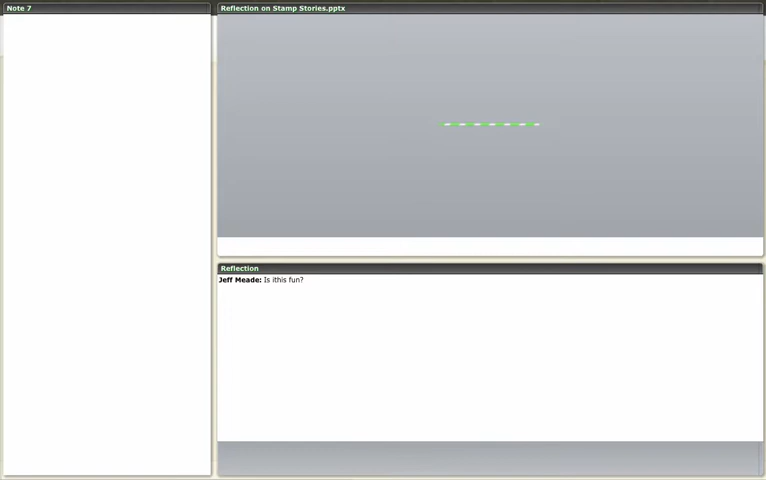 Note 7
Reflection on Stamp Stories.pptx
Reflection
Jeff Meade: Is ithis fun?